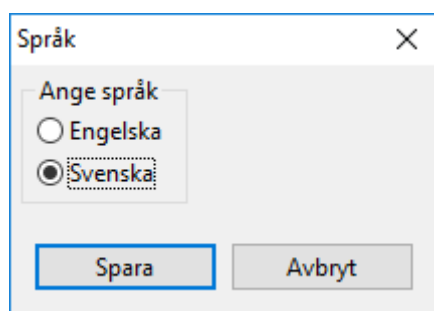 Språk
Ange språk
Engelska
Svenska
Spara Avbryt